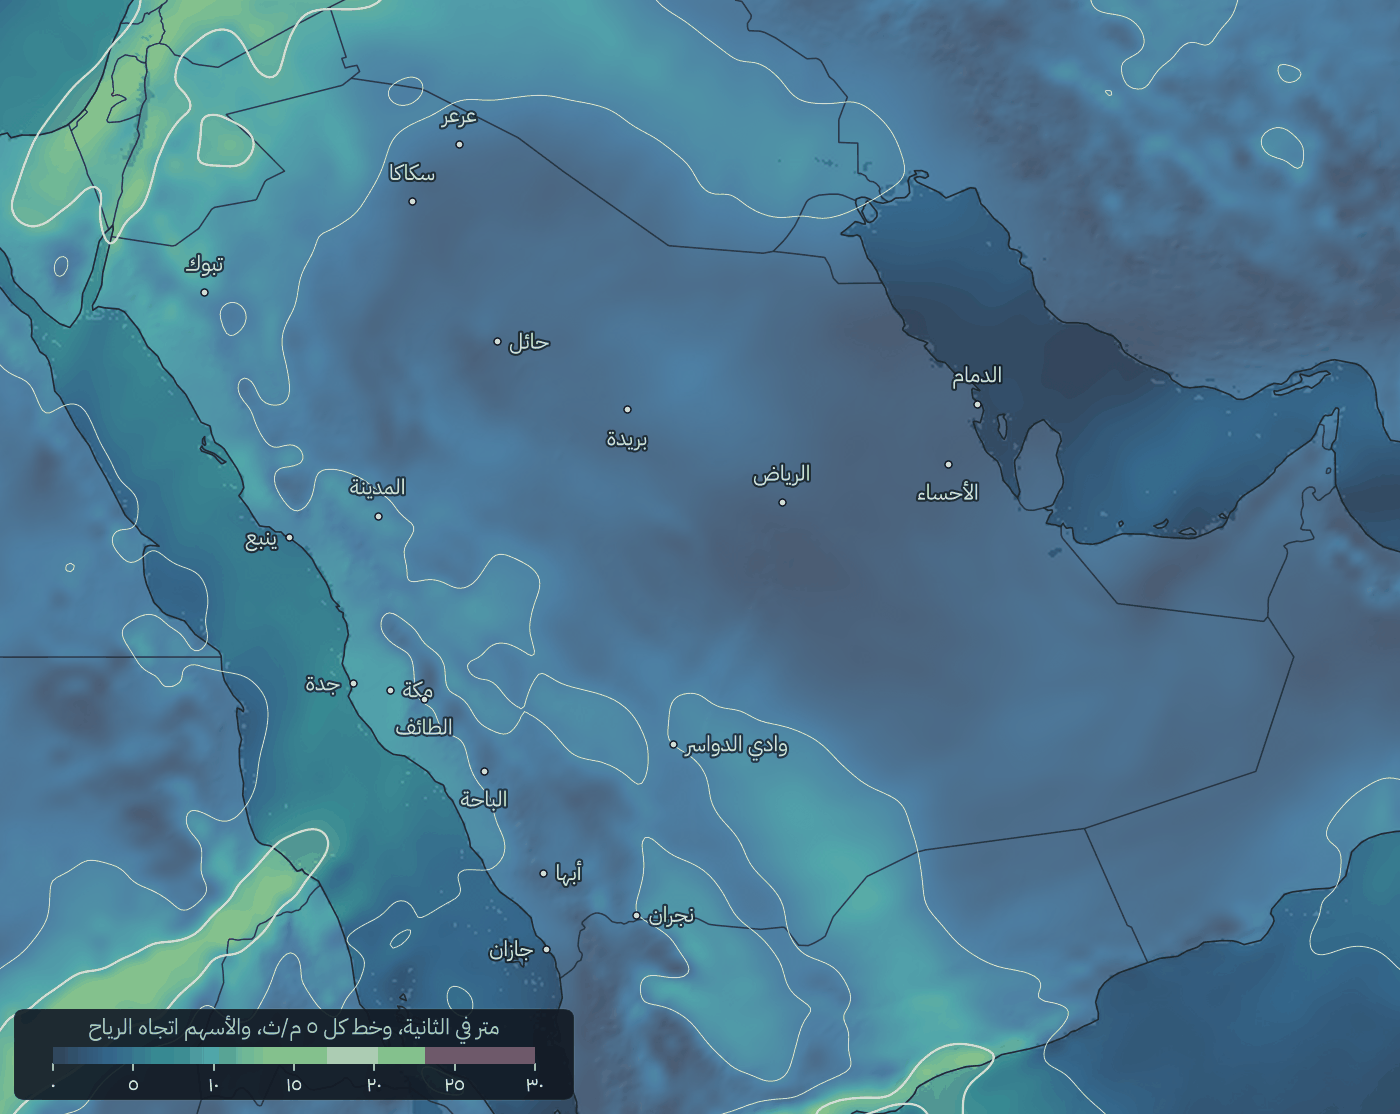 عرعر
سكاكا
تبوك
حائل
الدمام
بريدة
الرياض
الأحساء
المدينة
ينبع
جدة
مكة
الطائف
وادي الدواسر
الباحة
أبها
نجران
جازان
متر في الثانية، وخط كل ٥ م/ث، والأسهم اتجاه الرياح
٠ ٥ ١٠ ١٥ ٢٠ ٢٥ ٣٠